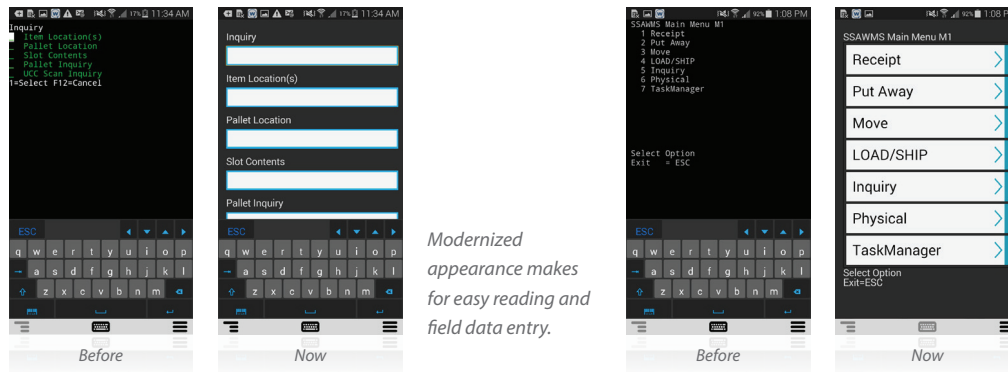 11:34 AM
17%
Inquiry
Item Location(s)
Pallet Location
Slot Contents
Pallet Inquiry
UCC Scan Inquiry
1=Select F12=Cancel
ESC
q w e r t y u i o p
a s d f g h j k l
z x c v b n m
Before
17% 11:34 AM
Inquiry
Item Location(s)
Pallet Location
Slot Contents
Pallet Inquiry
ESC
q w e r t y u i o p
a s d f g h j k l
z x c v b n m
Now
Modernized
appearance makes
for easy reading and
field data entry.
92% 1:08 PM
SSAWMS Main Menu M1
1 Receipt
2 Put Away
3 Move
4 LOAD/SHIP
5 Inquiry
6 Physical
7 TaskManager
Select Option
Exit = ESC
ESC
q w e r t y u i o p
a s d f g h j k l
z x c v b n m
Before
92% 1:08 P
SSAWMS Main Menu M1
Receipt
Put Away
Move
LOAD/SHIP
Inquiry
Physical
TaskManager
Select Option
Exit=ESC
Now